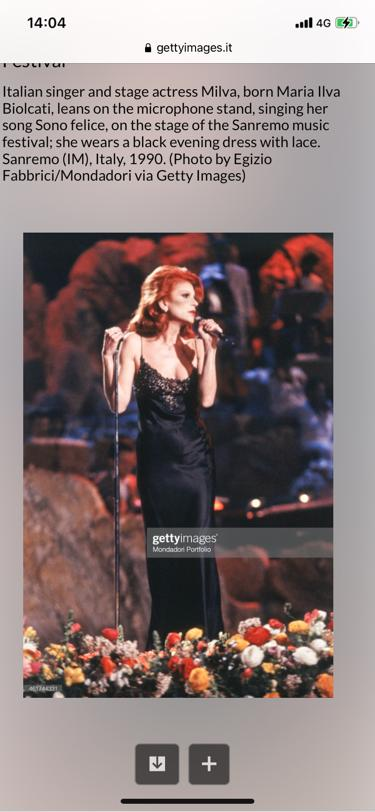 14:04
4G
gettyimages.it
Festival
Italian singer and stage actress Milva, born Maria Ilva
Biolcati, leans on the microphone stand, singing her
song Sono felice, on the stage of the Sanremo music
festival; she wears a black evening dress with lace.
Sanremo (IM), Italy, 1990. (Photo by Egizio
Fabbrici/Mondadori via Getty Images)
gettyimages®
Mondadori Portfolio